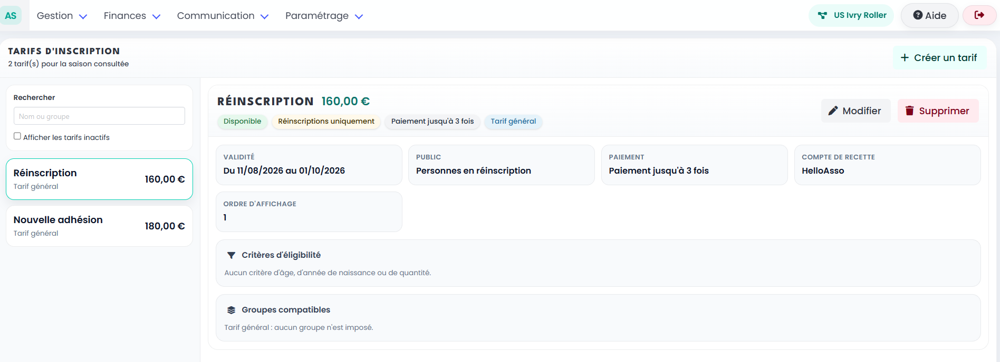 AS Gestion Finances Communication Paramétrage US Ivry Roller Aide
TARIFS D'INSCRIPTION
2 tarif(s) pour la saison consultée
Créer un tarif
Rechercher
Nom ou groupe
Afficher les tarifs inactifs
Réinscription
Tarif général
160,00 €
Nouvelle adhésion
Tarif général
180,00 €
RÉINSCRIPTION 160,00 €
Disponible Réinscriptions uniquement Paiement jusqu'à 3 fois Tarif général
Modifier Supprimer
VALIDITÉ
Du 11/08/2026 au 01/10/2026
PUBLIC
Personnes en réinscription
PAIEMENT
Paiement jusqu'à 3 fois
COMPTE DE RECETTE
HelloAsso
ORDRE D'AFFICHAGE
1
Critères d'éligibilité
Aucun critère d'âge, d'année de naissance ou de quantité.
Groupes compatibles
Tarif général : aucun groupe n'est imposé.